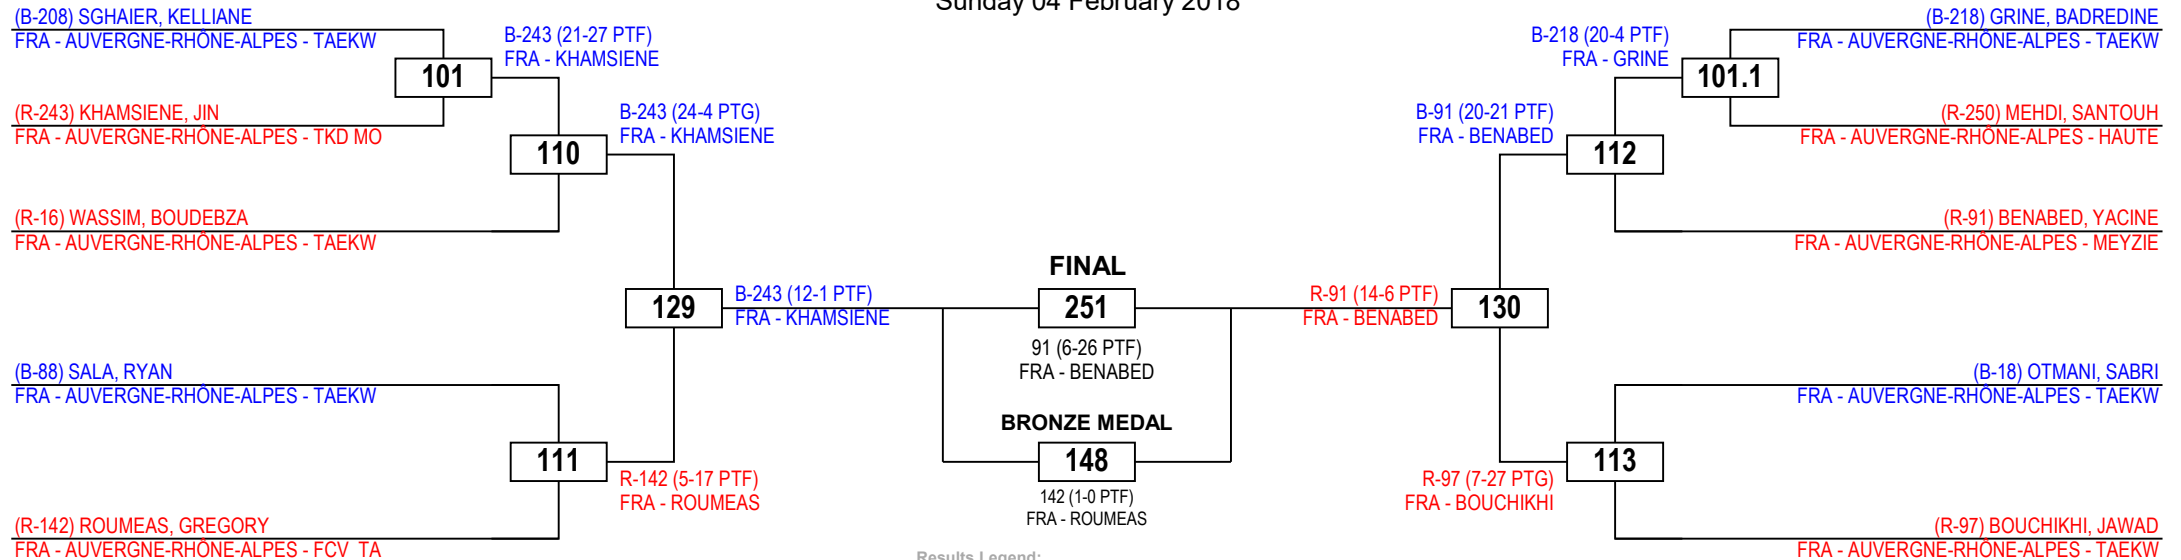 Sunday 04 February 2018
(B-208) SGHAIER, KELLIANE
FRA - AUVERGNE-RHÔNE-ALPES - TAEKW
B-243 (21-27 PTF)
FRA - KHAMSIENE
101
(R-243) KHAMSIENE, JIN
FRA - AUVERGNE-RHÔNE-ALPES - TKD MO
B-243 (24-4 PTG)
FRA - KHAMSIENE
110
(R-16) WASSIM, BOUDEBZA
FRA - AUVERGNE-RHÔNE-ALPES - TAEKW
129
B-243 (12-1 PTF)
FRA - KHAMSIENE
(B-88) SALA, RYAN
FRA - AUVERGNE-RHÔNE-ALPES - TAEKW
111
R-142 (5-17 PTF)
FRA - ROUMEAS
(R-142) ROUMEAS, GREGORY
FRA - AUVERGNE-RHÔNE-ALPES - FCV TA
FINAL
251
91 (6-26 PTF)
FRA - BENABED
BRONZE MEDAL
148
142 (1-0 PTF)
FRA - ROUMEAS
Results Legend:
(B-218) GRINE, BADREDINE
FRA - AUVERGNE-RHÔNE-ALPES - TAEKW
B-218 (20-4 PTF)
FRA - GRINE
101.1
(R-250) MEHDI, SANTOUH
FRA - AUVERGNE-RHÔNE-ALPES - HAUTE
B-91 (20-21 PTF)
FRA - BENABED
112
(R-91) BENABED, YACINE
FRA - AUVERGNE-RHÔNE-ALPES - MEYZIE
R-91 (14-6 PTF)
FRA - BENABED
130
(B-18) OTMANI, SABRI
FRA - AUVERGNE-RHÔNE-ALPES - TAEKW
113
R-97 (7-27 PTG)
FRA - BOUCHIKHI
(R-97) BOUCHIKHI, JAWAD
FRA - AUVERGNE-RHÔNE-ALPES - TAEKW